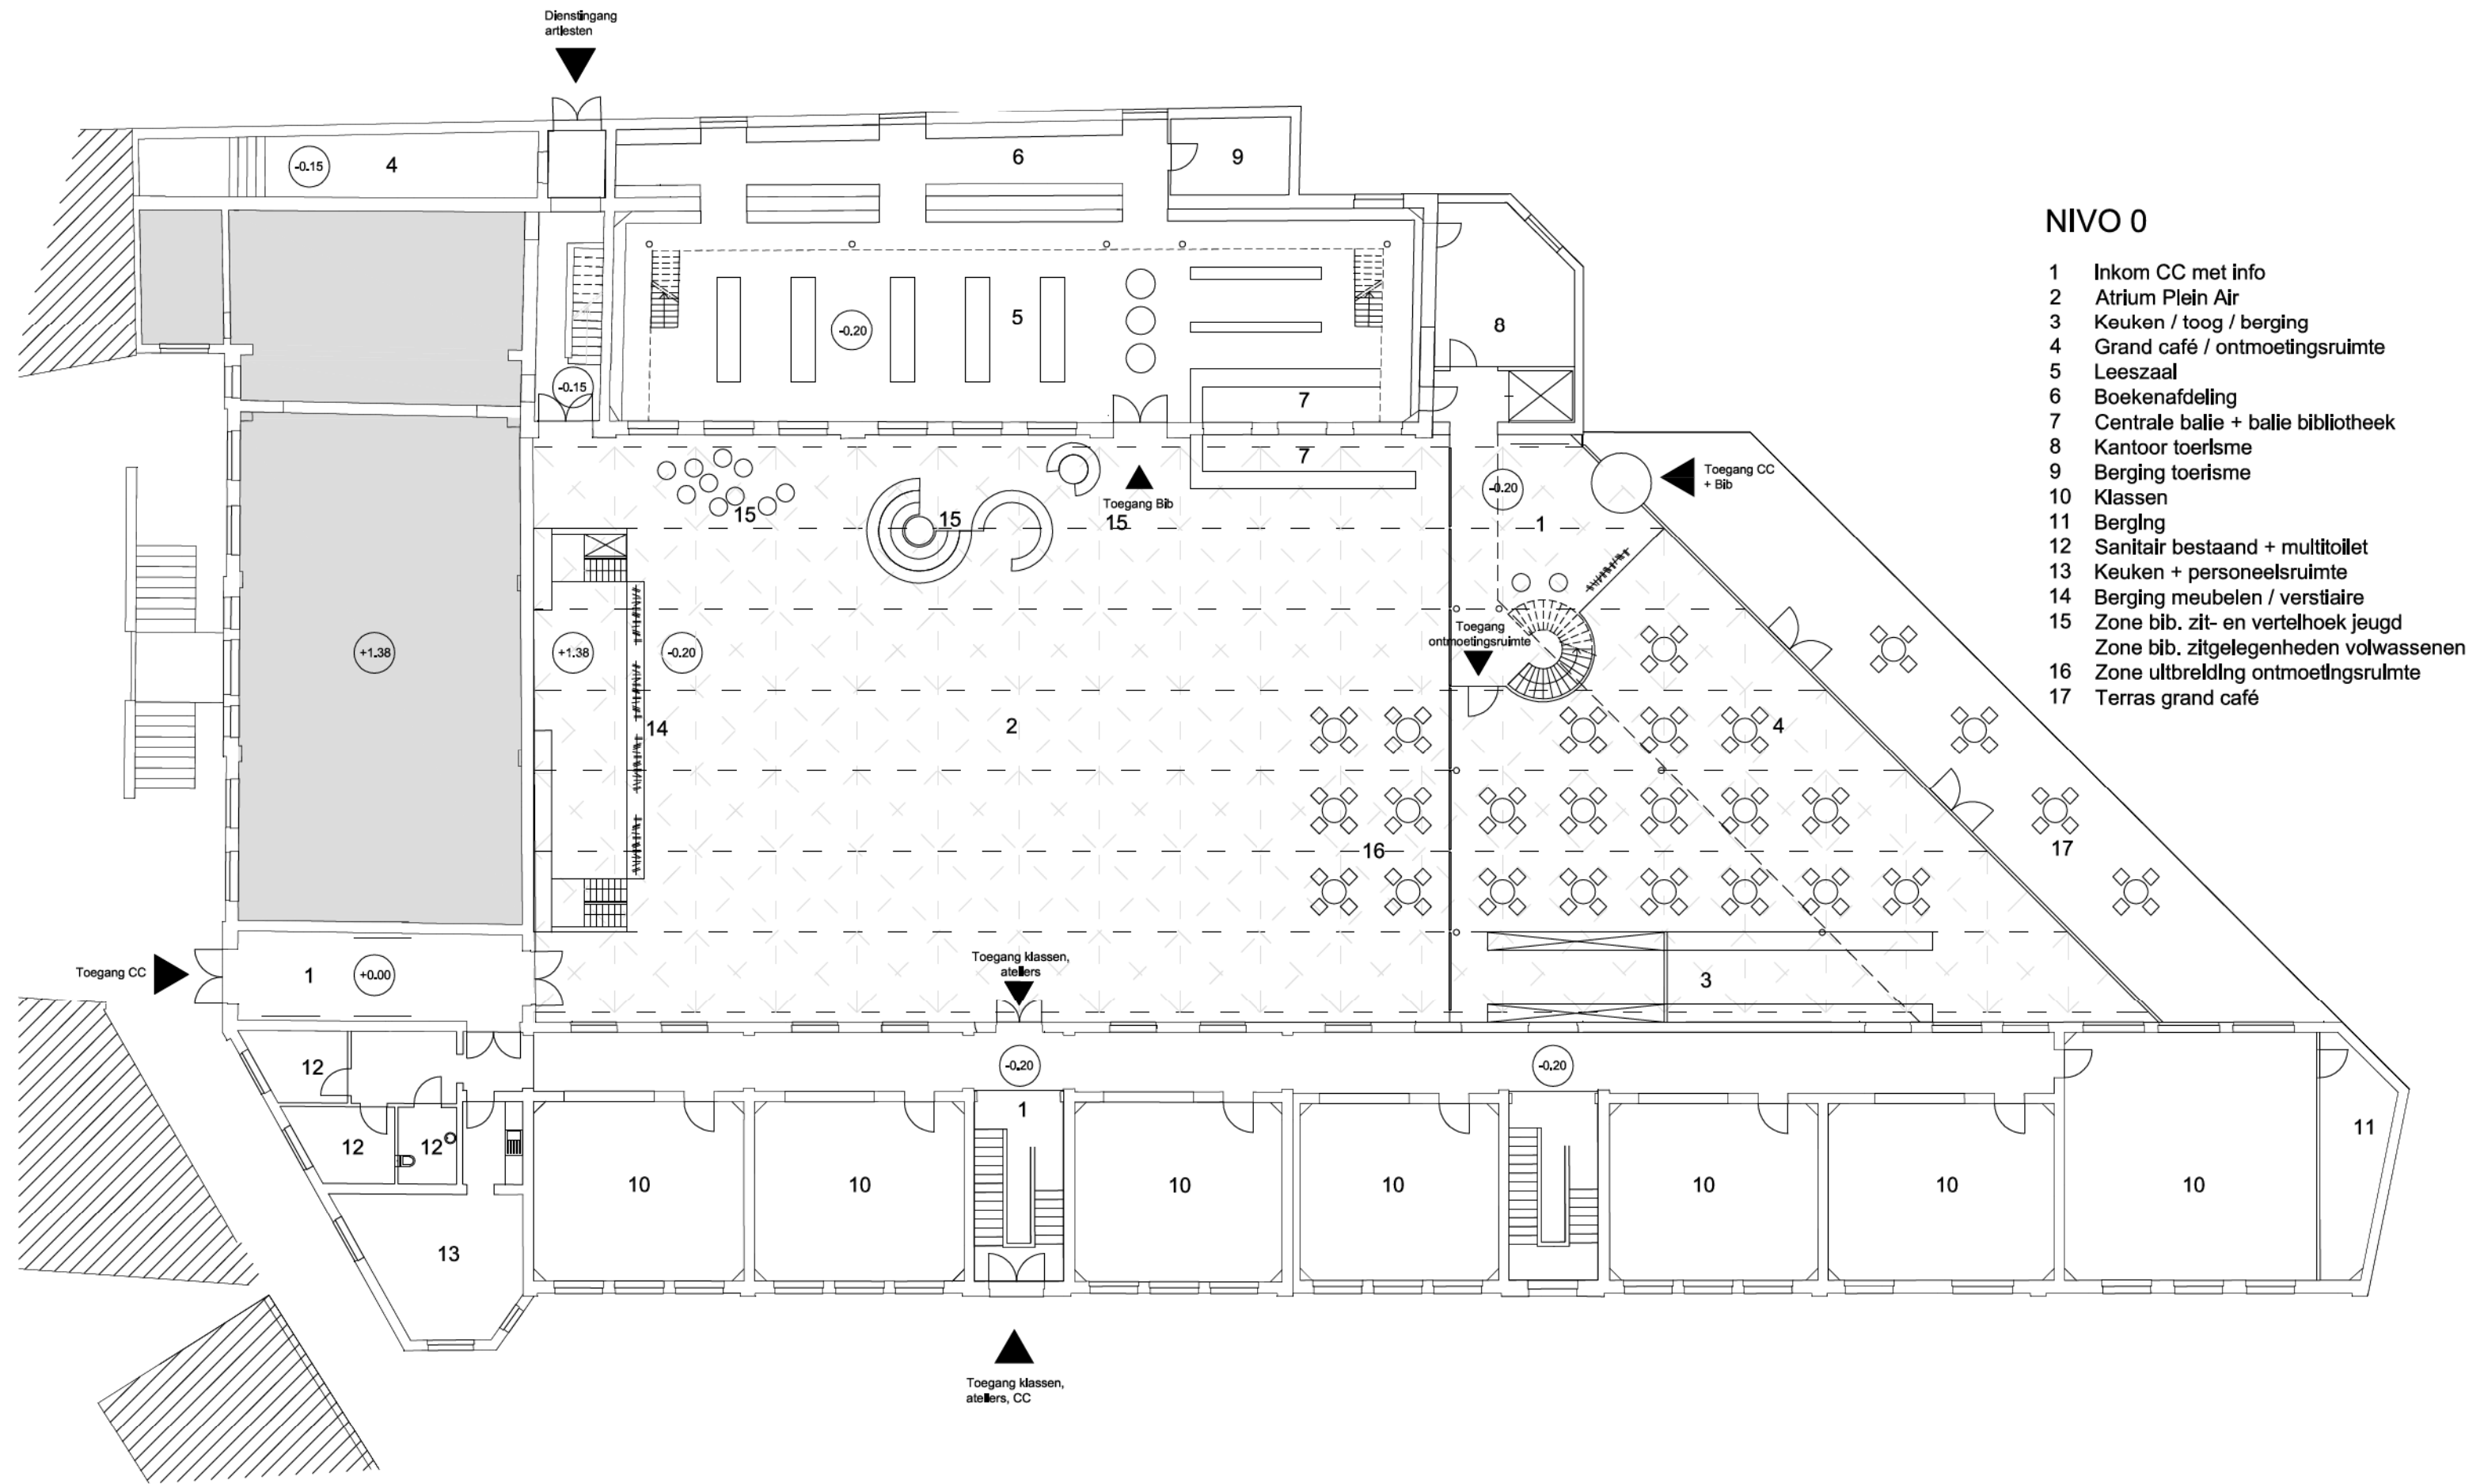 Dienstingang
artiesten
-0.15
4
6
9
NIVO 0
1 Inkom CC met info
2 Atrium Plein Air
3 Keuken / toog / berging
4 Grand café / ontmoetingsruimte
5 Leeszaal
6 Boekenafdeling
7 Centrale balie + balie bibliotheek
8 Kantoor toerisme
9 Berging toerisme
10 Klassen
11 Berging
12 Sanitair bestaand + multitoilet
13 Keuken + personeelsruimte
14 Berging meubelen / verstiaire
15 Zone bib. zit- en vertelhoek jeugd
Zone bib. zitgelegenheden volwassenen
16 Zone uitbreiding ontmoetingsruimte
17 Terras grand café
5
-0.20
8
-0.15
7
7
Toegang CC
+ Bib
-0.20
Toegang Bib
15
15
15
1
Toegang
ontmoetingsruimte
+1.38
+1.38
-0.20
14
2
4
16
17
Toegang CC
1
+0.00
Toegang klassen,
ateliers
3
12
-0.20
-0.20
1
12
12
11
10
10
10
10
10
10
10
13
Toegang klassen,
ateliers, CC